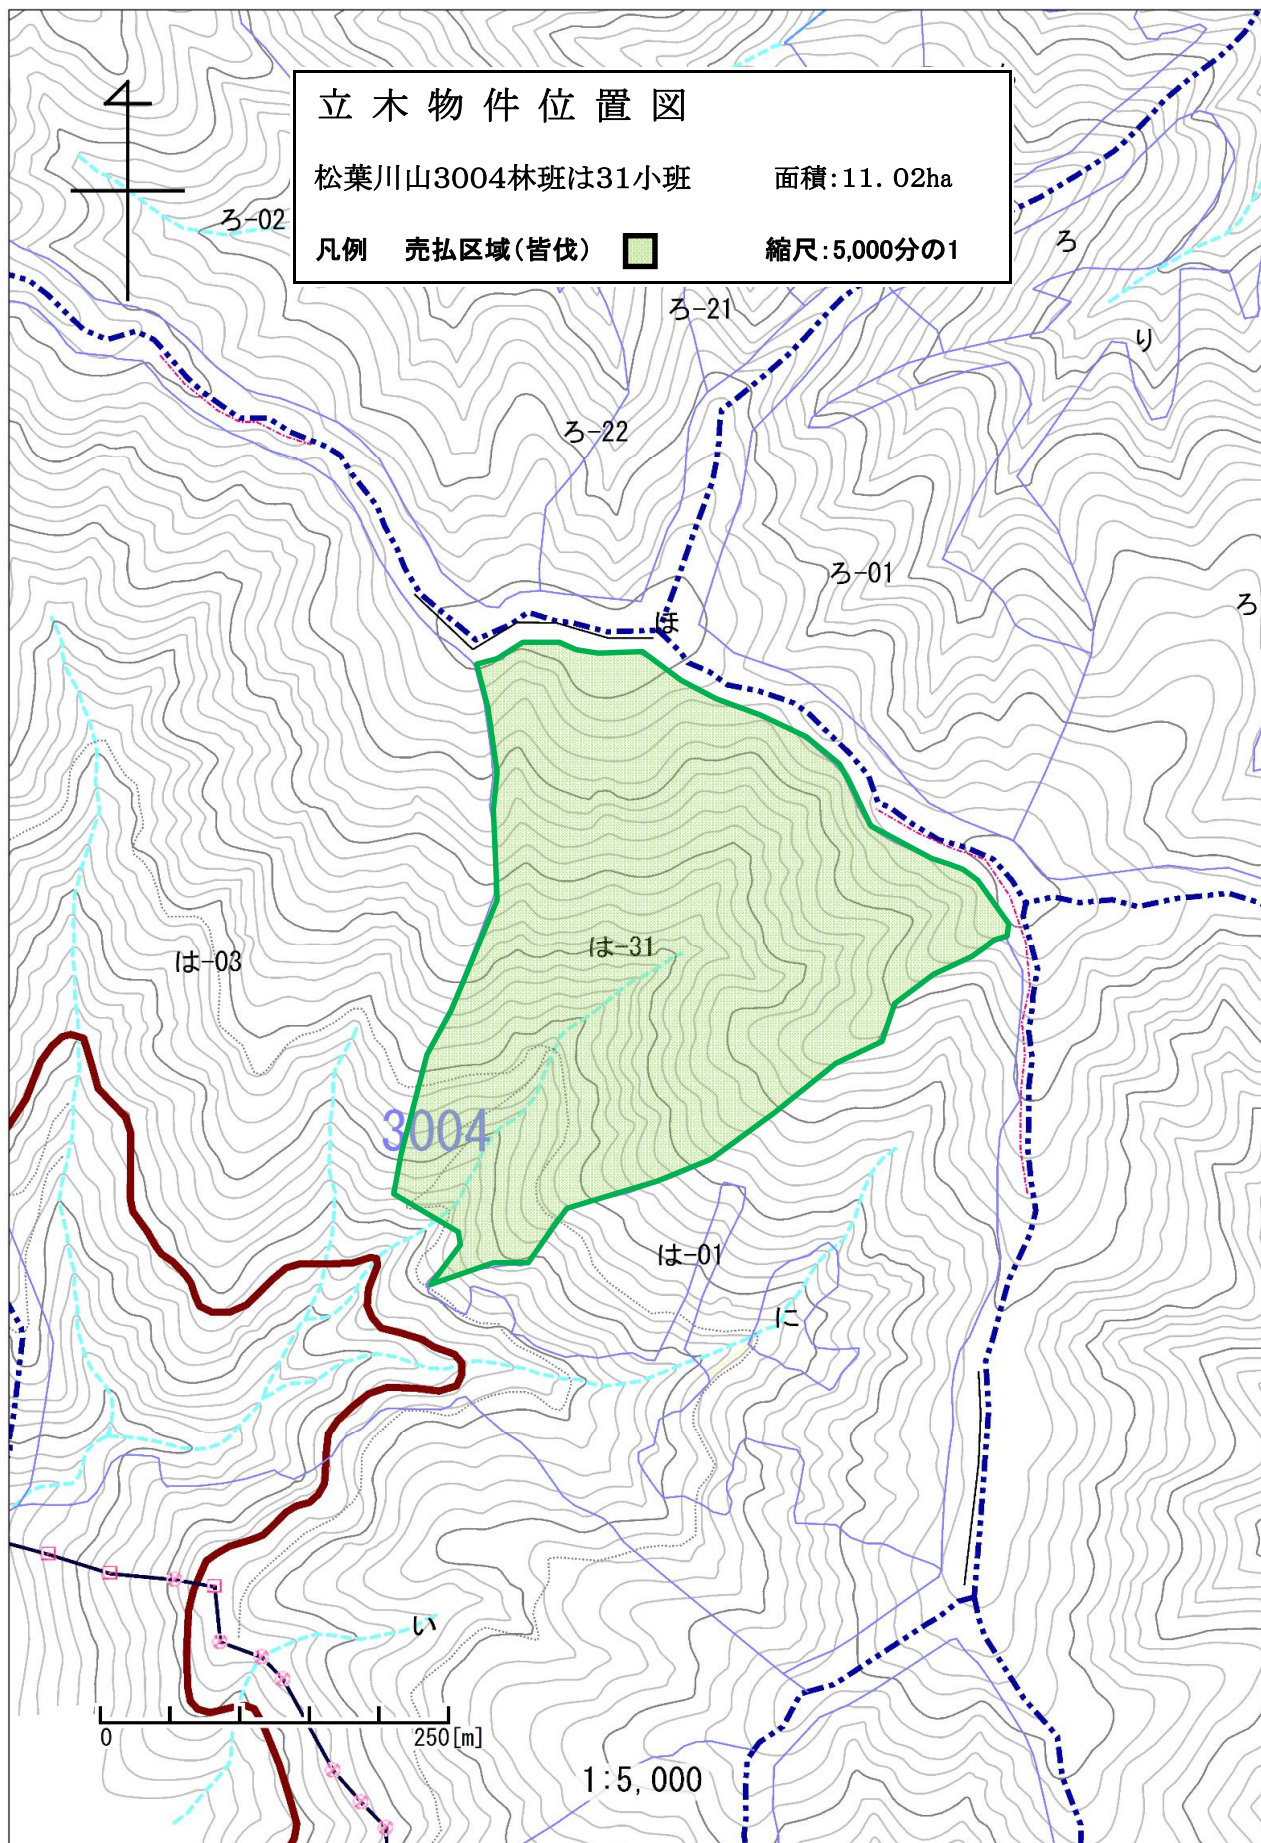 立木物件位置図
松葉川山3004林班は31小班 面積:11.02ha
凡例 売払区域(皆伐) 縮尺:5,000分の1
ろ-02
ろ
ろ-21
り
ろ-22
ろ-01
ろ
ほ
は-31
は-03
3004
は-01
に
い
0 250[m]
1:5,000